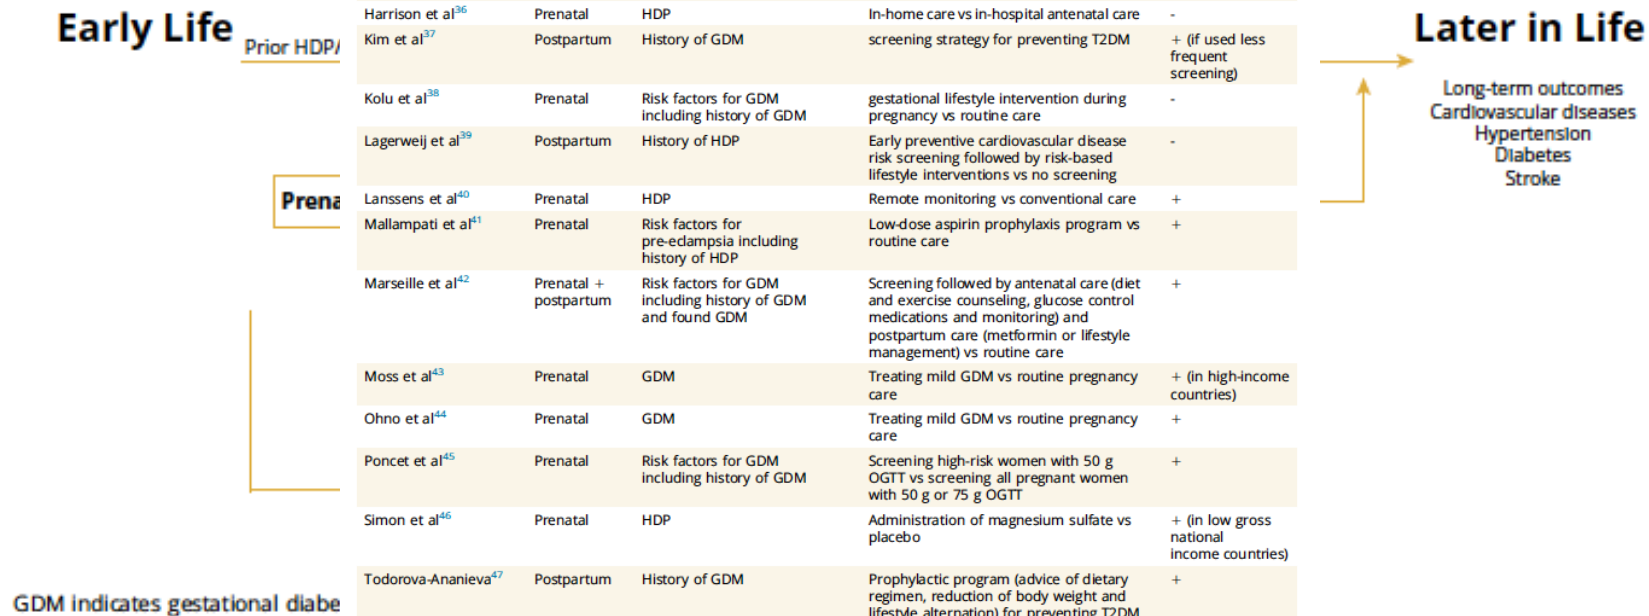 Early Life
Prior HDP/
Prena
GDM indicates gestational diabe
Harrison et al36 Prenatal HDP In-home care vs in-hospital antenatal care -
Kim et al37 Postpartum History of GDM screening strategy for preventing T2DM + (if used less
frequent
screening)
Kolu et al38 Prenatal Risk factors for GDM gestational lifestyle intervention during -
including history of GDM pregnancy vs routine care
Lagerweij et al39 Postpartum History of HDP Early preventive cardiovascular disease -
risk screening followed by risk-based
lifestyle interventions vs no screening
Lanssens et al40 Prenatal HDP Remote monitoring vs conventional care +
Mallampati et al41 Prenatal Risk factors for Low-dose aspirin prophylaxis program vs +
pre-eclampsia including routine care
history of HDP
Marseille et al42 Prenatal + Risk factors for GDM Screening followed by antenatal care (diet +
postpartum including history of GDM and exercise counseling, glucose control
and found GDM medications and monitoring) and
postpartum care (metformin or lifestyle
management) vs routine care
Moss et al43 Prenatal GDM Treating mild GDM vs routine pregnancy + (in high-income
care countries)
Ohno et al44 Prenatal GDM Treating mild GDM vs routine pregnancy +
care
Poncet et al45 Prenatal Risk factors for GDM Screening high-risk women with 50 g +
including history of GDM OGTT vs screening all pregnant women
with 50 g or 75 g OGTT
Simon et al46 Prenatal HDP Administration of magnesium sulfate vs + (in low gross
placebo national
income countries)
Todorova-Ananieva47 Postpartum History of GDM Prophylactic program (advice of dietary +
regimen, reduction of body weight and
lifestyle alternation) for preventing T2DM
Later in Life
Long-term outcomes
Cardiovascular diseases
Hypertension
Diabetes
Stroke